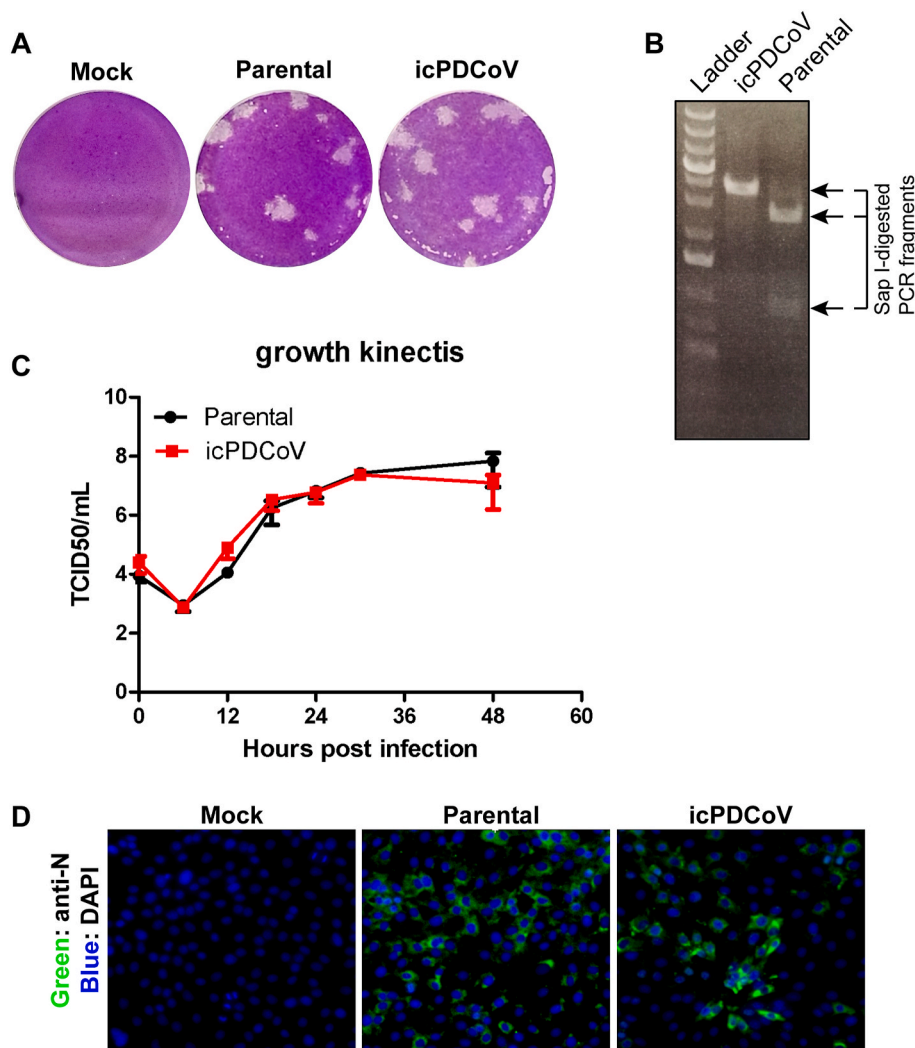 A
Mock
Parental
icPDCoV
B
Ladder
icPDCoV
Parental
Sap I-digested
PCR fragments
C
growth kinectis
Parental
icPDCoV
TCID50/mL
10
8
6
4
2
0
0
12
24
36
48
60
Hours post infection
D
Mock
Parental
icPDCoV
Green: anti-N
Blue: DAPI